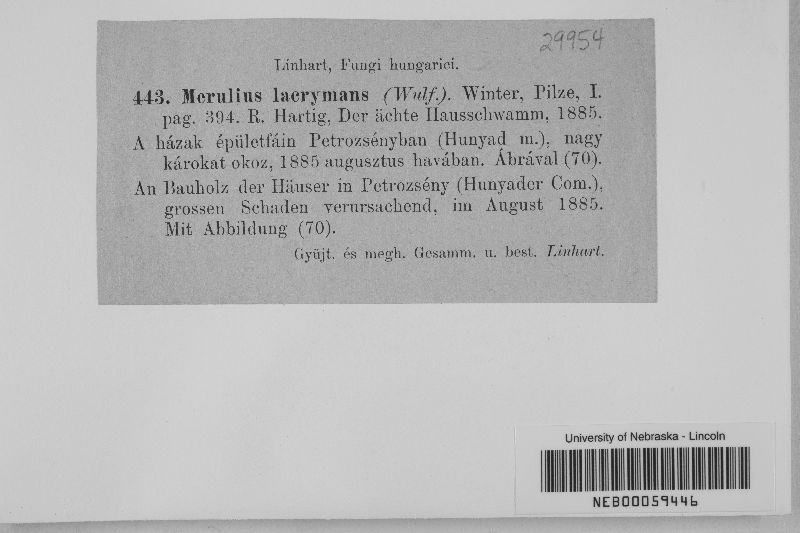 29954
Linhart, Fungi hungarici.
443. Merulius lacrymans (Wulf.). Winter, Pilze, I.
pag. 394. R. Hartig, Der ächte Hausschwamm, 1885.
A házak épületfáin Petrozsényban (Hunyad m.), nagy
károkat okoz, 1885 augusztus havában. Ábrával (70).
An Bauholz der Häuser in Petrozsény (Hunyader Com.),
grossen Schaden verursachend, im August 1885.
Mit Abbildung (70).
Gyüjt. és megh. Gesamm. u. best. Linhart.
University of Nebraska - Lincoln
NEB00059446